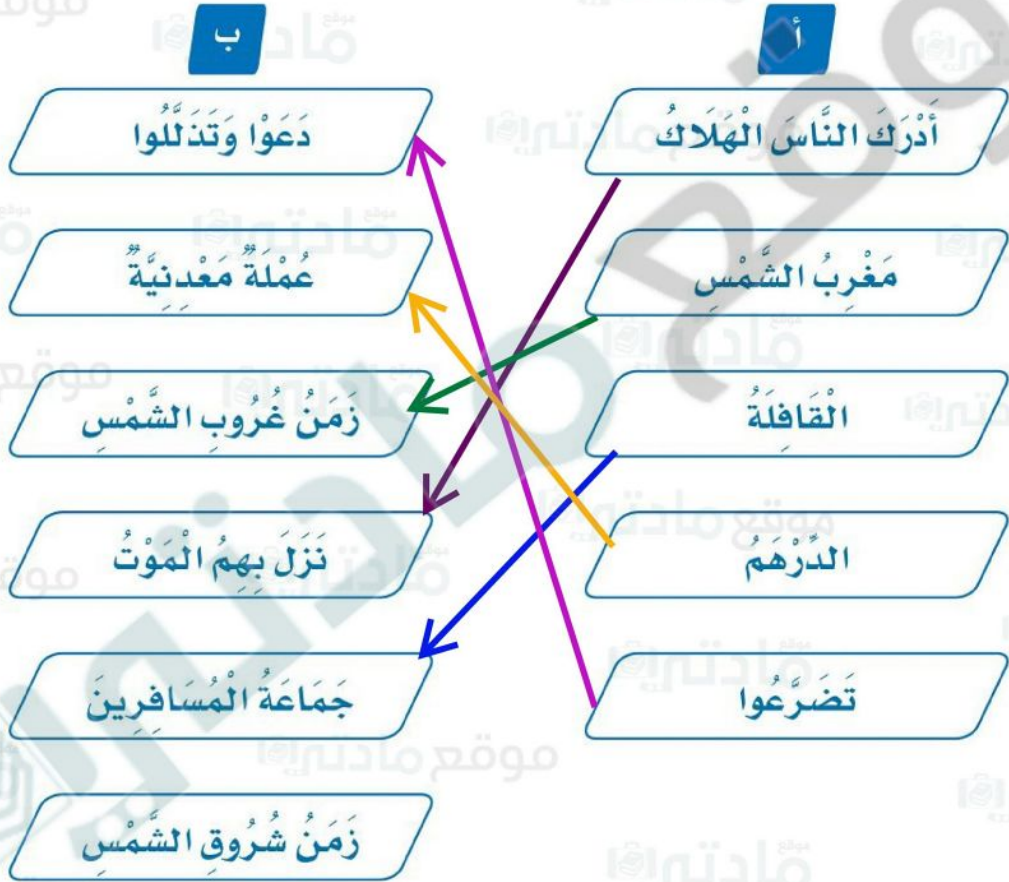 أ
ب
أَدْرَكَ النَّاسَ الْهَلَاكُ
دَعَوْا وَتَذَلَّلُوا
مَغْرِبُ الشَّمْسِ
عُمْلَةٌ مَعْدِنِيَّةٌ
الْقَافِلَةُ
زَمَنُ غُرُوبِ الشَّمْسِ
الدِّرْهَمُ
نَزَلَ بِهِمُ الْمَوْتُ
تَضَرَّعُوا
جَمَاعَةُ الْمُسَافِرِينَ
زَمَنُ شُرُوقِ الشَّمْسِ
موقع مادتي